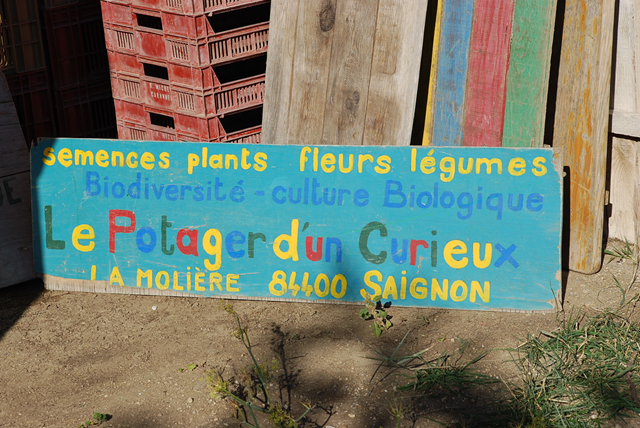 semences plants fleurs légumes
Biodiversité - culture Biologique
Le Potager d'un Curieux
LA MOLIÈRE 84400 SAIGNON